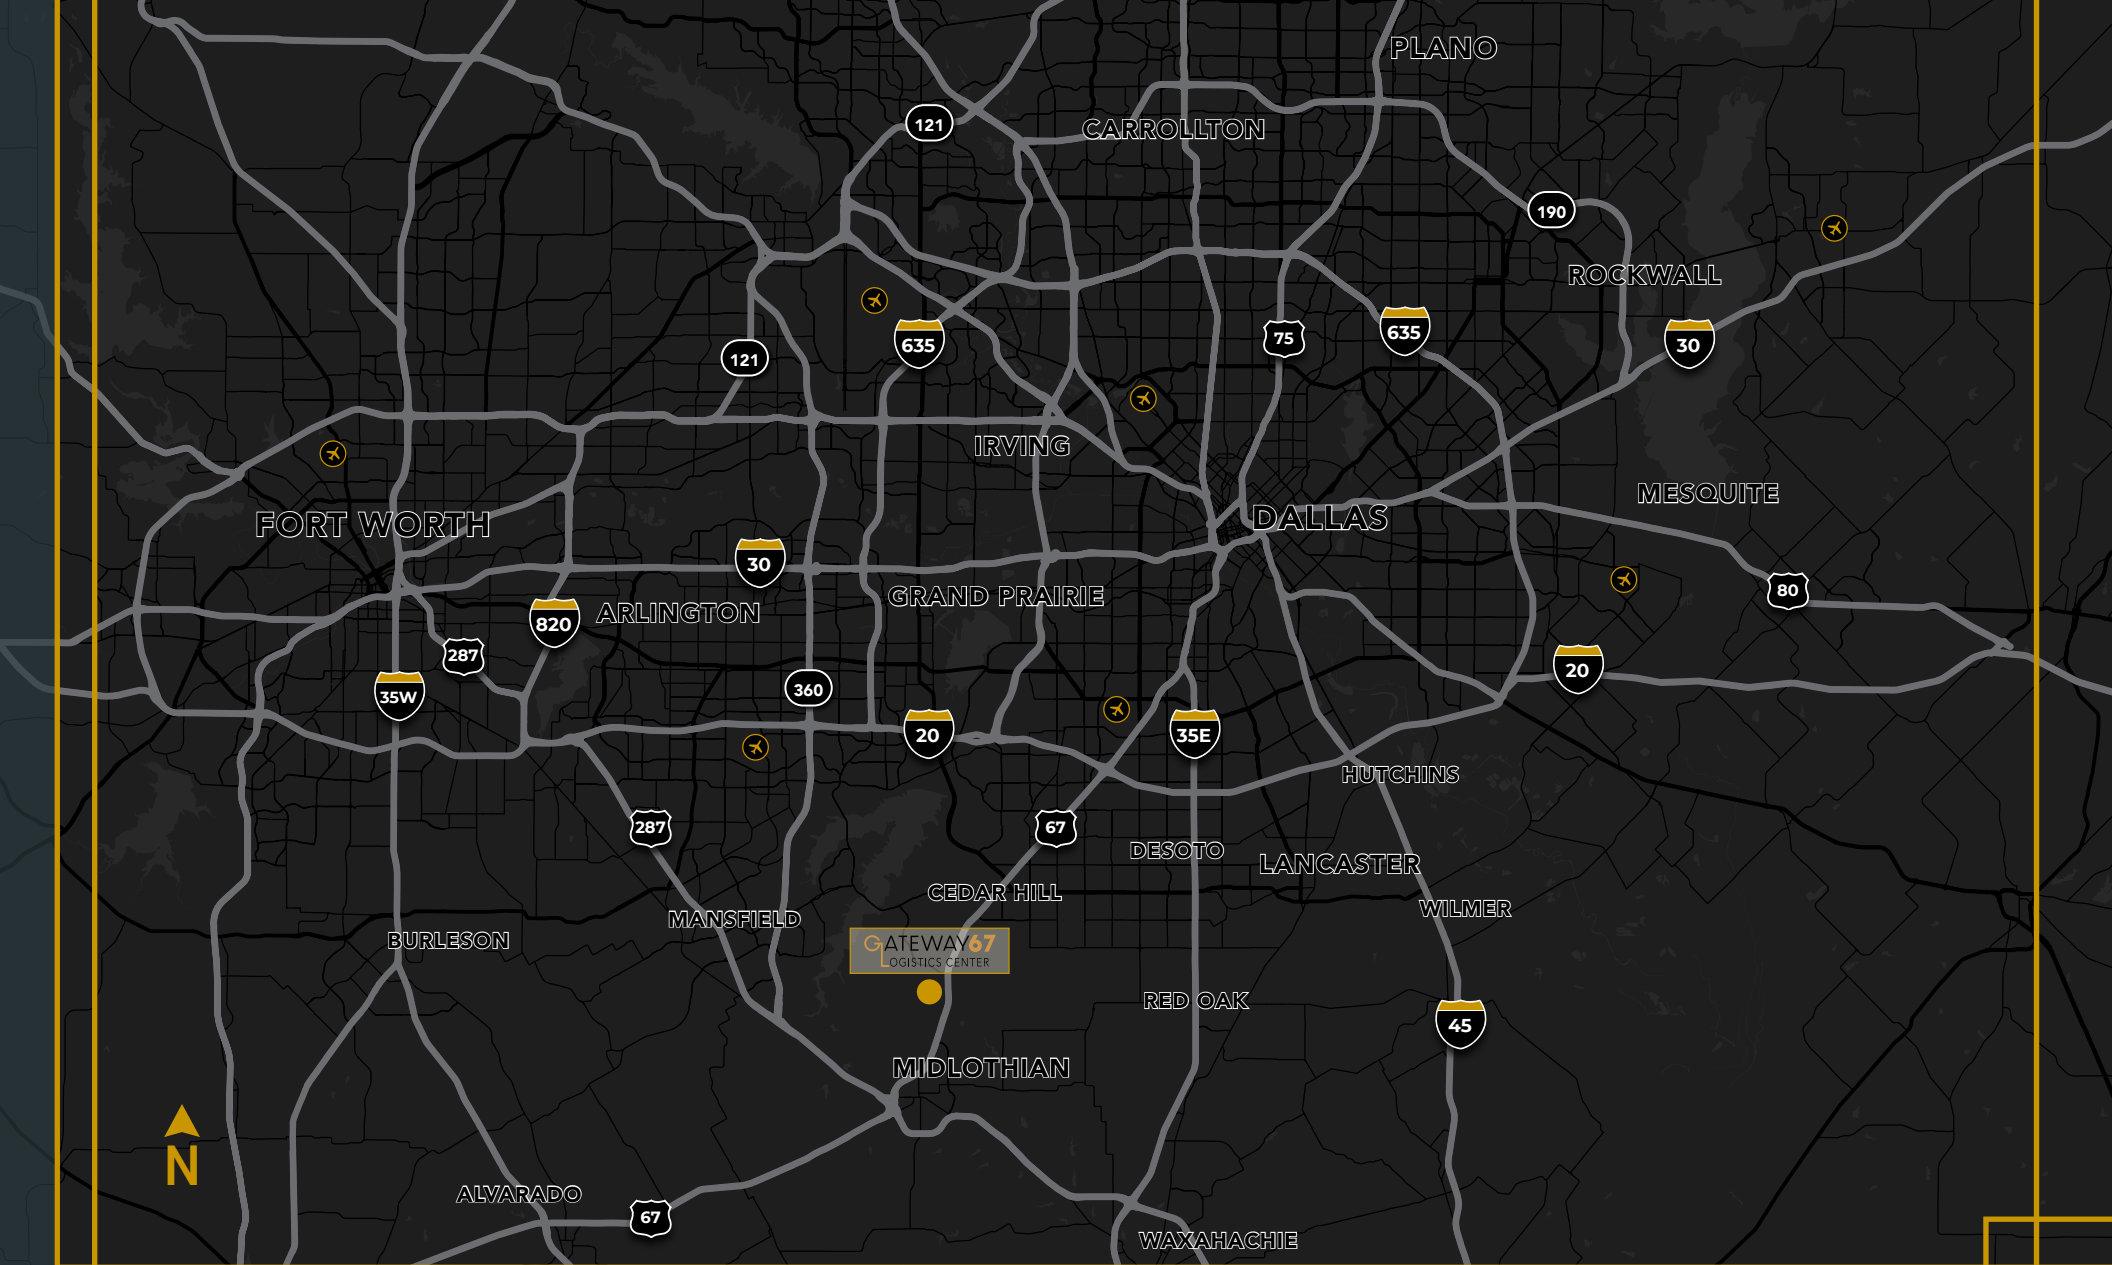 PLANO
121
CARROLLTON
190
ROCKWALL
635
75
635
30
121
IRVING
MESQUITE
FORT WORTH
DALLAS
30
80
GRAND PRAIRIE
ARLINGTON
820
287
20
35W
360
20
35E
HUTCHINS
287
67
DESOTO
LANCASTER
CEDAR HILL
WILMER
MANSFIELD
BURLESON
GATEWAY67
LOGISTICS CENTER
RED OAK
45
MIDLOTHIAN
N
ALVARADO
67
WAXAHACHIE